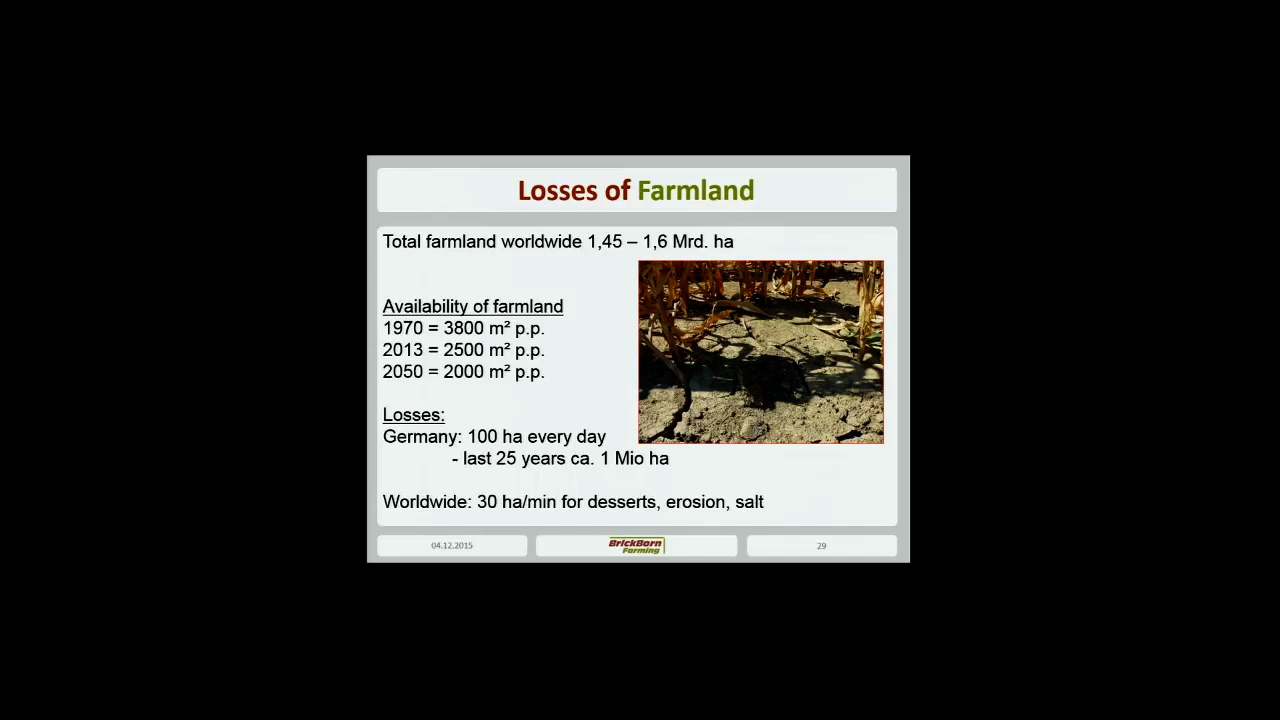 Losses of Farmland
Total farmland worldwide 1,45 – 1,6 Mrd. ha
Availability of farmland
1970 = 3800 m² p.p.
2013 = 2500 m² p.p.
2050 = 2000 m² p.p.
Losses:
Germany: 100 ha every day
- last 25 years ca. 1 Mio ha
Worldwide: 30 ha/min for desserts, erosion, salt
04.12.2015
BrickBorn
Farming
29